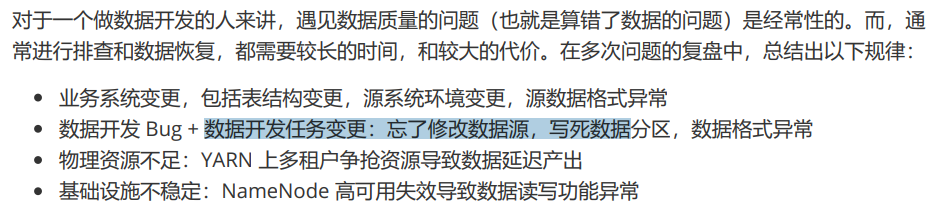 对于一个做数据开发的人来讲，遇见数据质量的问题（也就是算错了数据的问题）是经常性的。而，通
常进行排查和数据恢复，都需要较长的时间，和较大的代价。在多次问题的复盘中，总结出以下规律：
• 业务系统变更，包括表结构变更，源系统环境变更，源数据格式异常
• 数据开发 Bug + 数据开发任务变更：忘了修改数据源，写死数据分区，数据格式异常
• 物理资源不足：YARN 上多租户争抢资源导致数据延迟产出
• 基础设施不稳定：NameNode 高可用失效导致数据读写功能异常